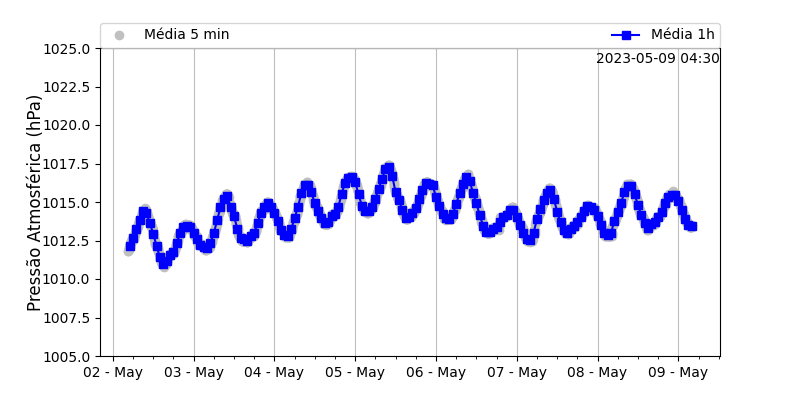 Média 5 min
Média 1h
2023-05-09 04:30
Pressão Atmosférica (hPa)
1025.0
1022.5
1020.0
1017.5
1015.0
1012.5
1010.0
1007.5
1005.0
02 - May
03 - May
04 - May
05 - May
06 - May
07 - May
08 - May
09 - May